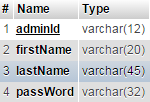 # Name Type
1 adminId varchar(12)
2 firstName varchar(20)
3 lastName varchar(45)
4 passWord varchar(32)